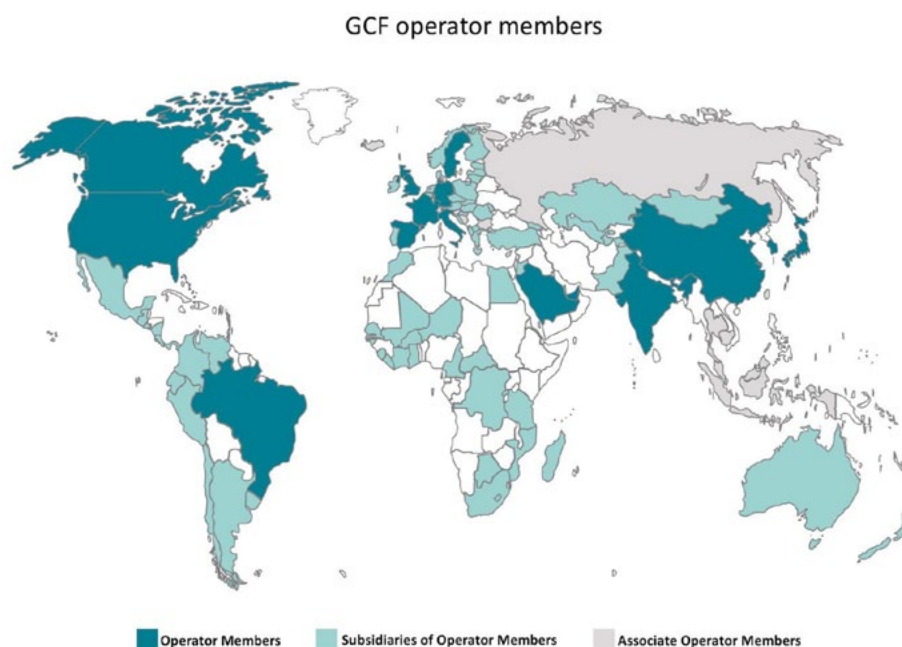 GCF operator members
Operator Members
Subsidiaries of Operator Members
Associate Operator Members